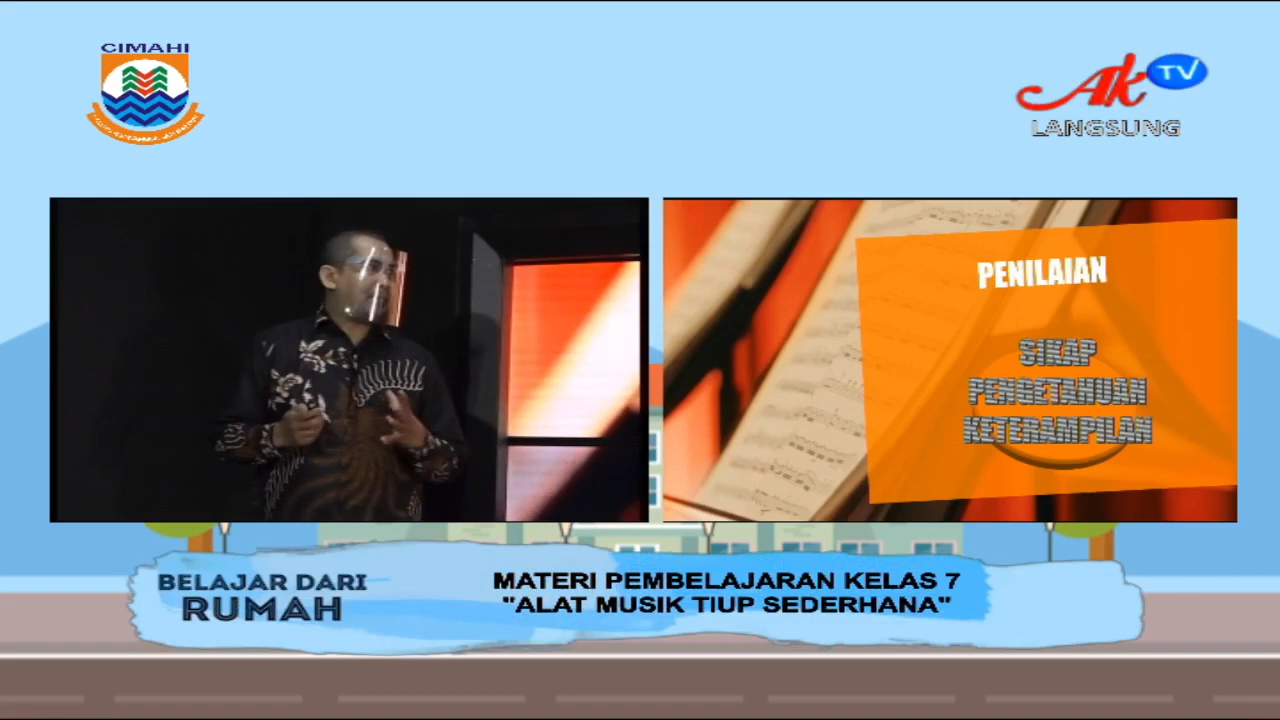 CIMAHI
Ak TV
LANGSUNG
PENILAIAN
SIKAP
PENGETAHUAN
KETERAMPILAN
BELAJAR DARI
RUMAH
MATERI PEMBELAJARAN KELAS 7
"ALAT MUSIK TIUP SEDERHANA"